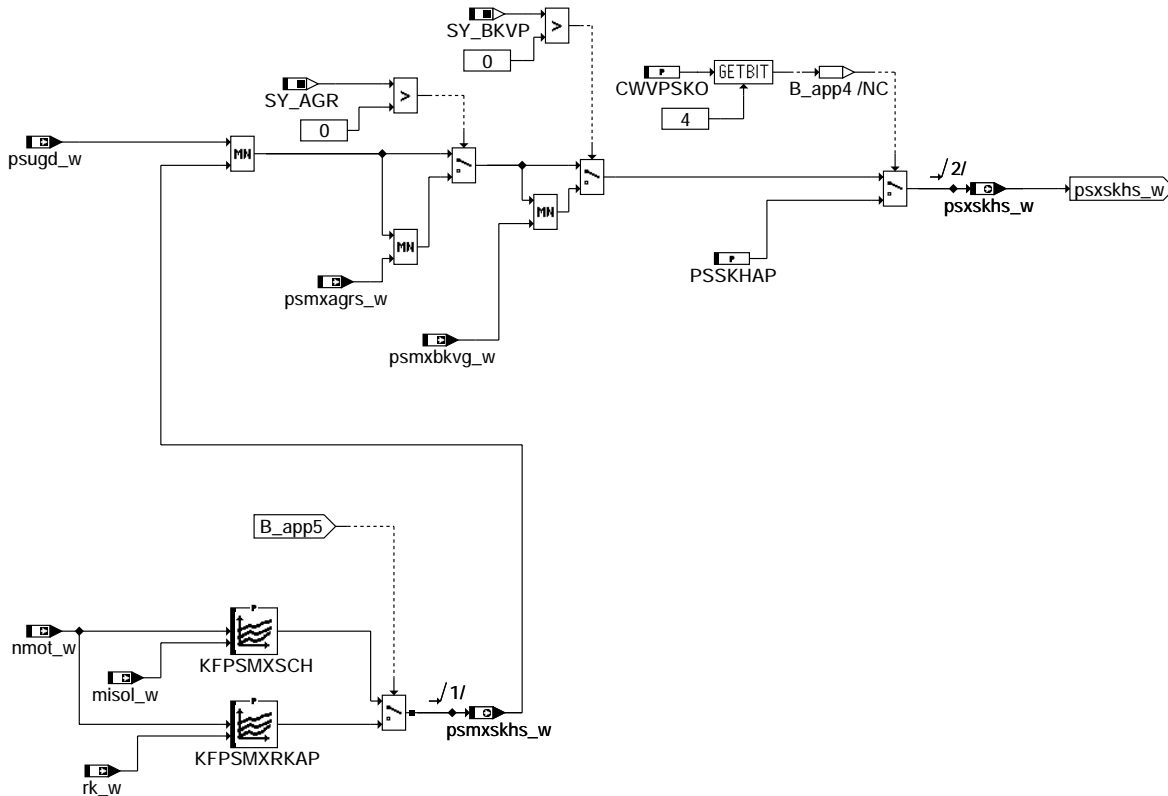 SY_BKVP
>
0
SY_AGR
>
0
P
CWVPSKO
GETBIT
B_app4 /NC
4
psugd_w
MN
MN
MN
2/
psxskhs_w
psxskhs_w
P
PSSKHAP
psmxagrs_w
psmxbkvg_w
B_app5
nmot_w
P
KFPSMXSCH
misol_w
P
KFPSMXRKAP
1/
psmxskhs_w
rk_w